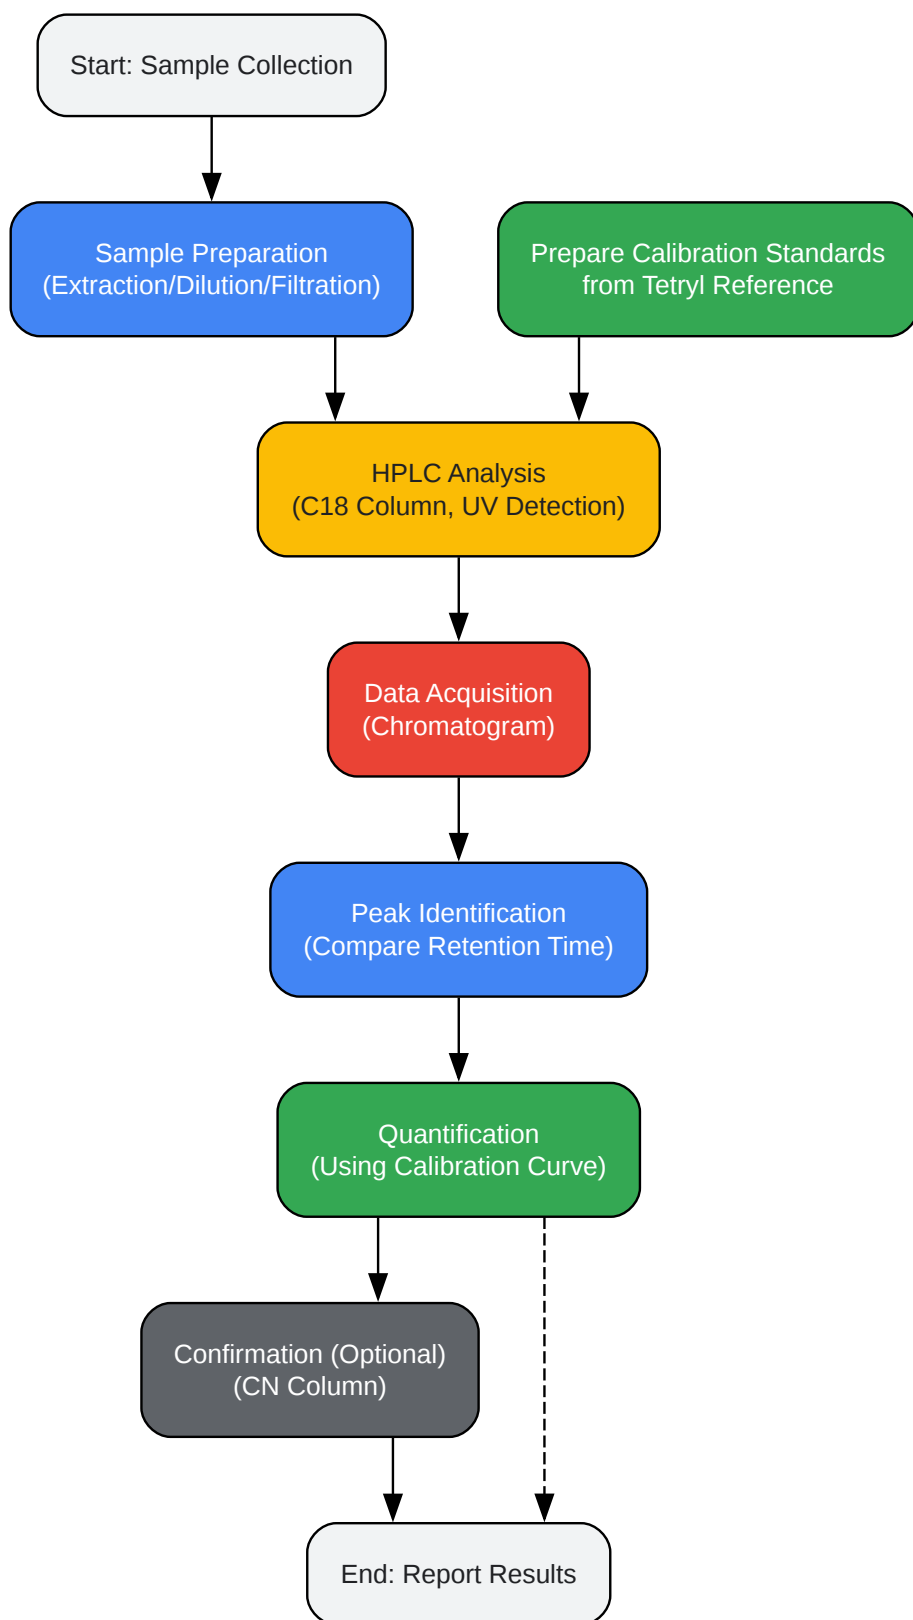 Start: Sample Collection
Sample Preparation
(Extraction/Dilution/Filtration)
Prepare Calibration Standards
from Tetryl Reference
HPLC Analysis
(C18 Column, UV Detection)
Data Acquisition
(Chromatogram)
Peak Identification
(Compare Retention Time)
Quantification
(Using Calibration Curve)
Confirmation (Optional)
(CN Column)
End: Report Results